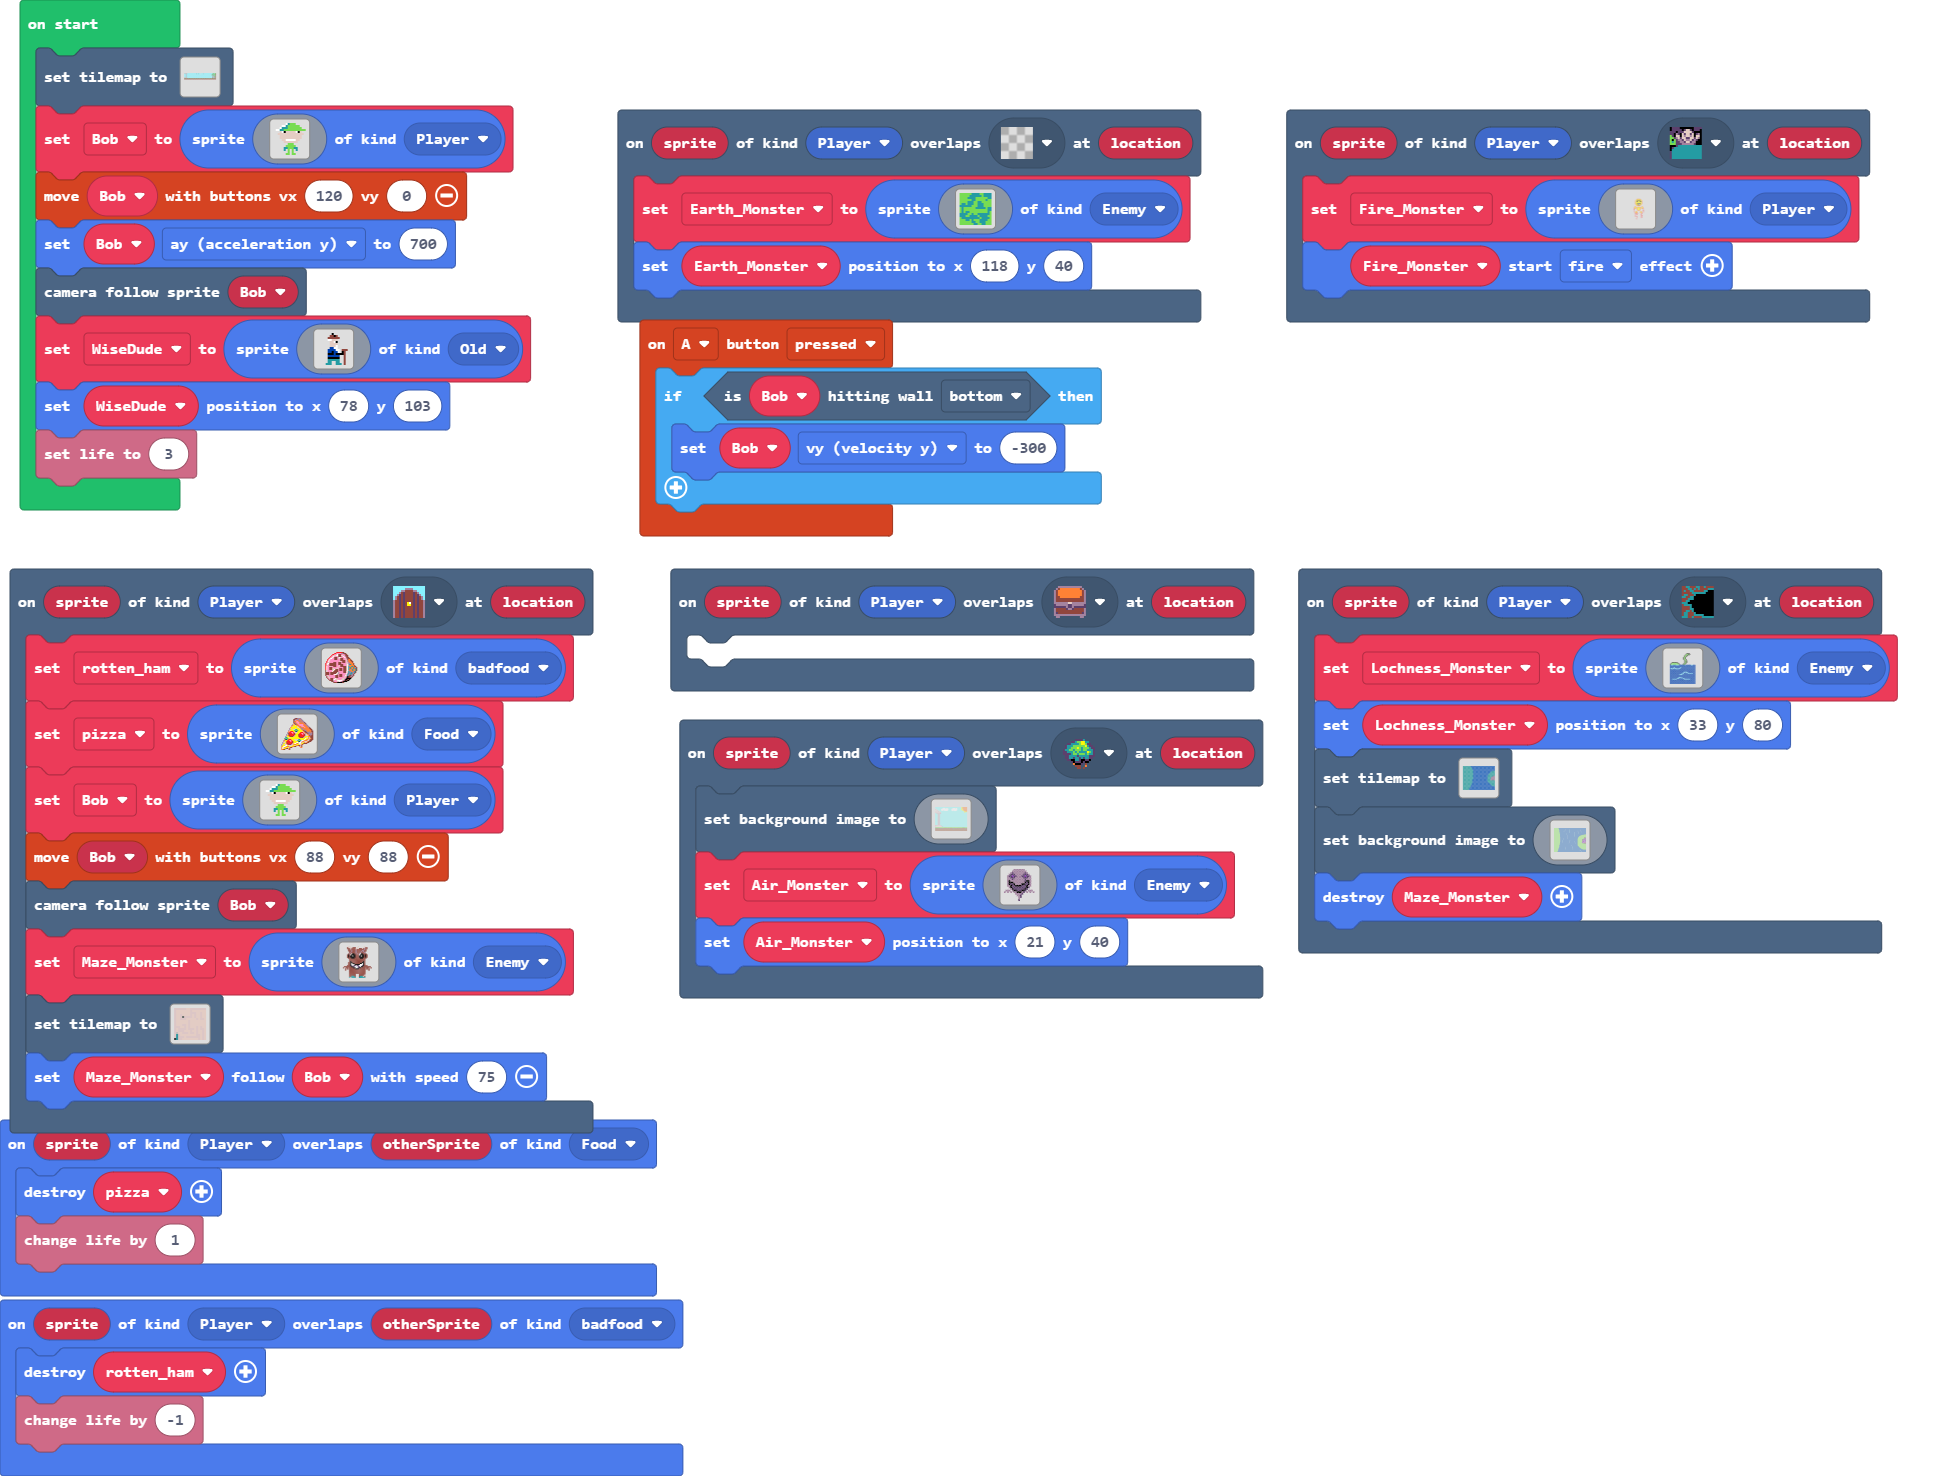 on start
set tilemap to
set Bob to sprite of kind Player
move Bob with buttons vx 120 vy 0
set Bob ay (acceleration y) to 700
camera follow sprite Bob
set WiseDude to sprite of kind Old
set WiseDude position to x 78 y 103
set life to 3
on sprite of kind Player overlaps at location
set Earth_Monster to sprite of kind Enemy
set Earth_Monster position to x 118 y 40
on A button pressed
if is Bob hitting wall bottom then
set Bob vy (velocity y) to -300
on sprite of kind Player overlaps at location
set Fire_Monster to sprite of kind Player
Fire_Monster start fire effect
on sprite of kind Player overlaps at location
set rotten_ham to sprite of kind badfood
set pizza to sprite of kind Food
set Bob to sprite of kind Player
move Bob with buttons vx 88 vy 88
camera follow sprite Bob
set Maze_Monster to sprite of kind Enemy
set tilemap to
set Maze_Monster follow Bob with speed 75
on sprite of kind Player overlaps otherSprite of kind Food
destroy pizza
change life by 1
on sprite of kind Player overlaps otherSprite of kind badfood
destroy rotten_ham
change life by -1
on sprite of kind Player overlaps at location
on sprite of kind Player overlaps at location
set background image to
set Air_Monster to sprite of kind Enemy
set Air_Monster position to x 21 y 40
on sprite of kind Player overlaps at location
set Lochness_Monster to sprite of kind Enemy
set Lochness_Monster position to x 33 y 80
set tilemap to
set background image to
destroy Maze_Monster